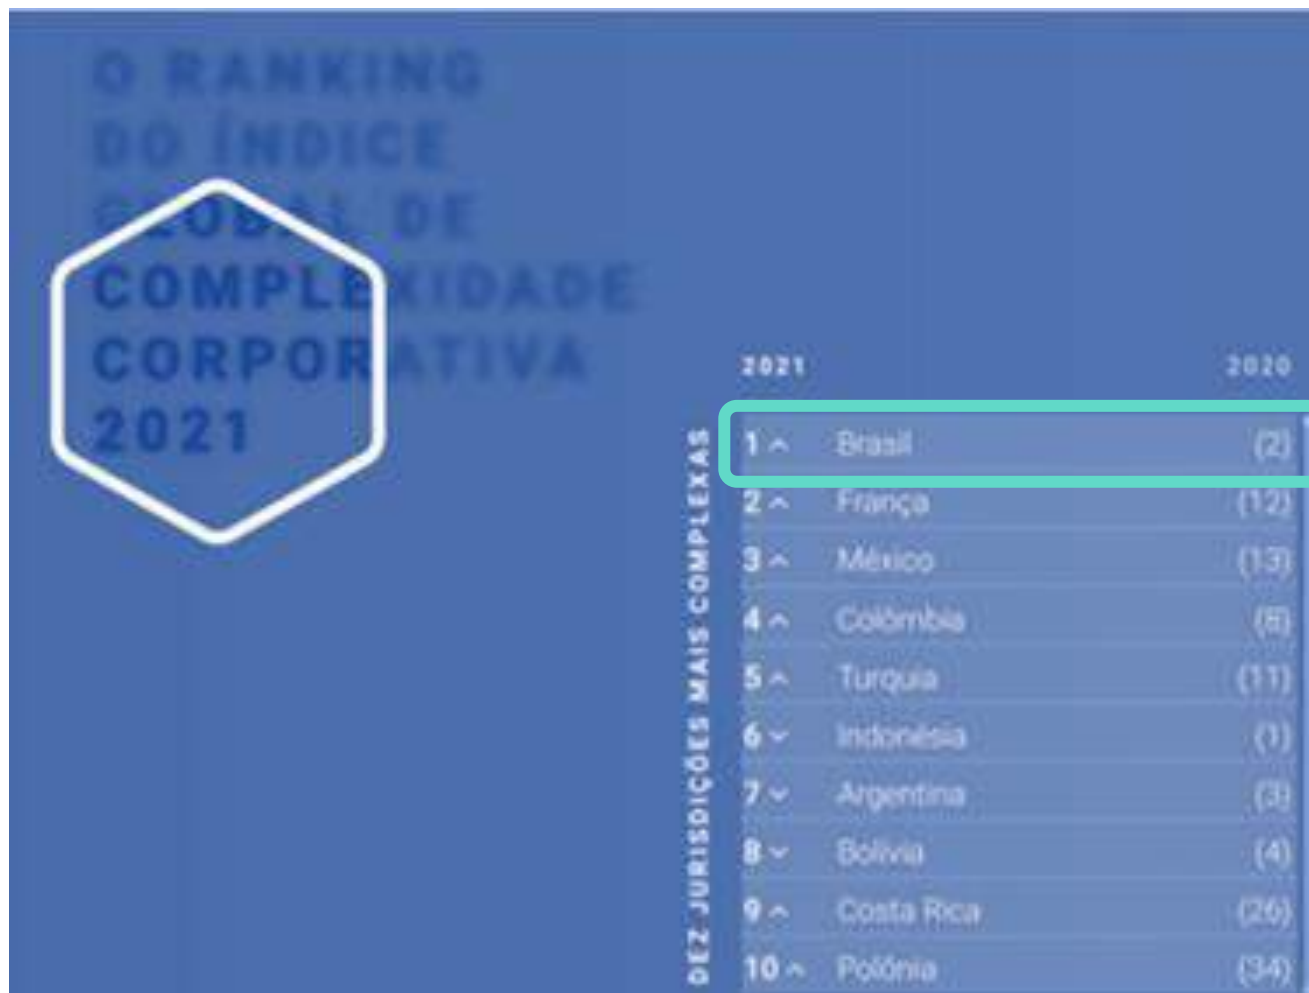 O RANKING
DO ÍNDICE
GLOBAL DE
COMPLEXIDADE
CORPORATIVA
2021
2021 2020
DEZ JURISDIÇÕES MAIS COMPLEXAS
1 ^ Brasil (2)
2 ^ França (12)
3 ^ México (13)
4 ^ Colômbia (8)
5 ^ Turquia (11)
6 ˅ Indonésia (1)
7 ˅ Argentina (3)
8 ˅ Bolívia (4)
9 ^ Costa Rica (26)
10 ^ Polónia (34)